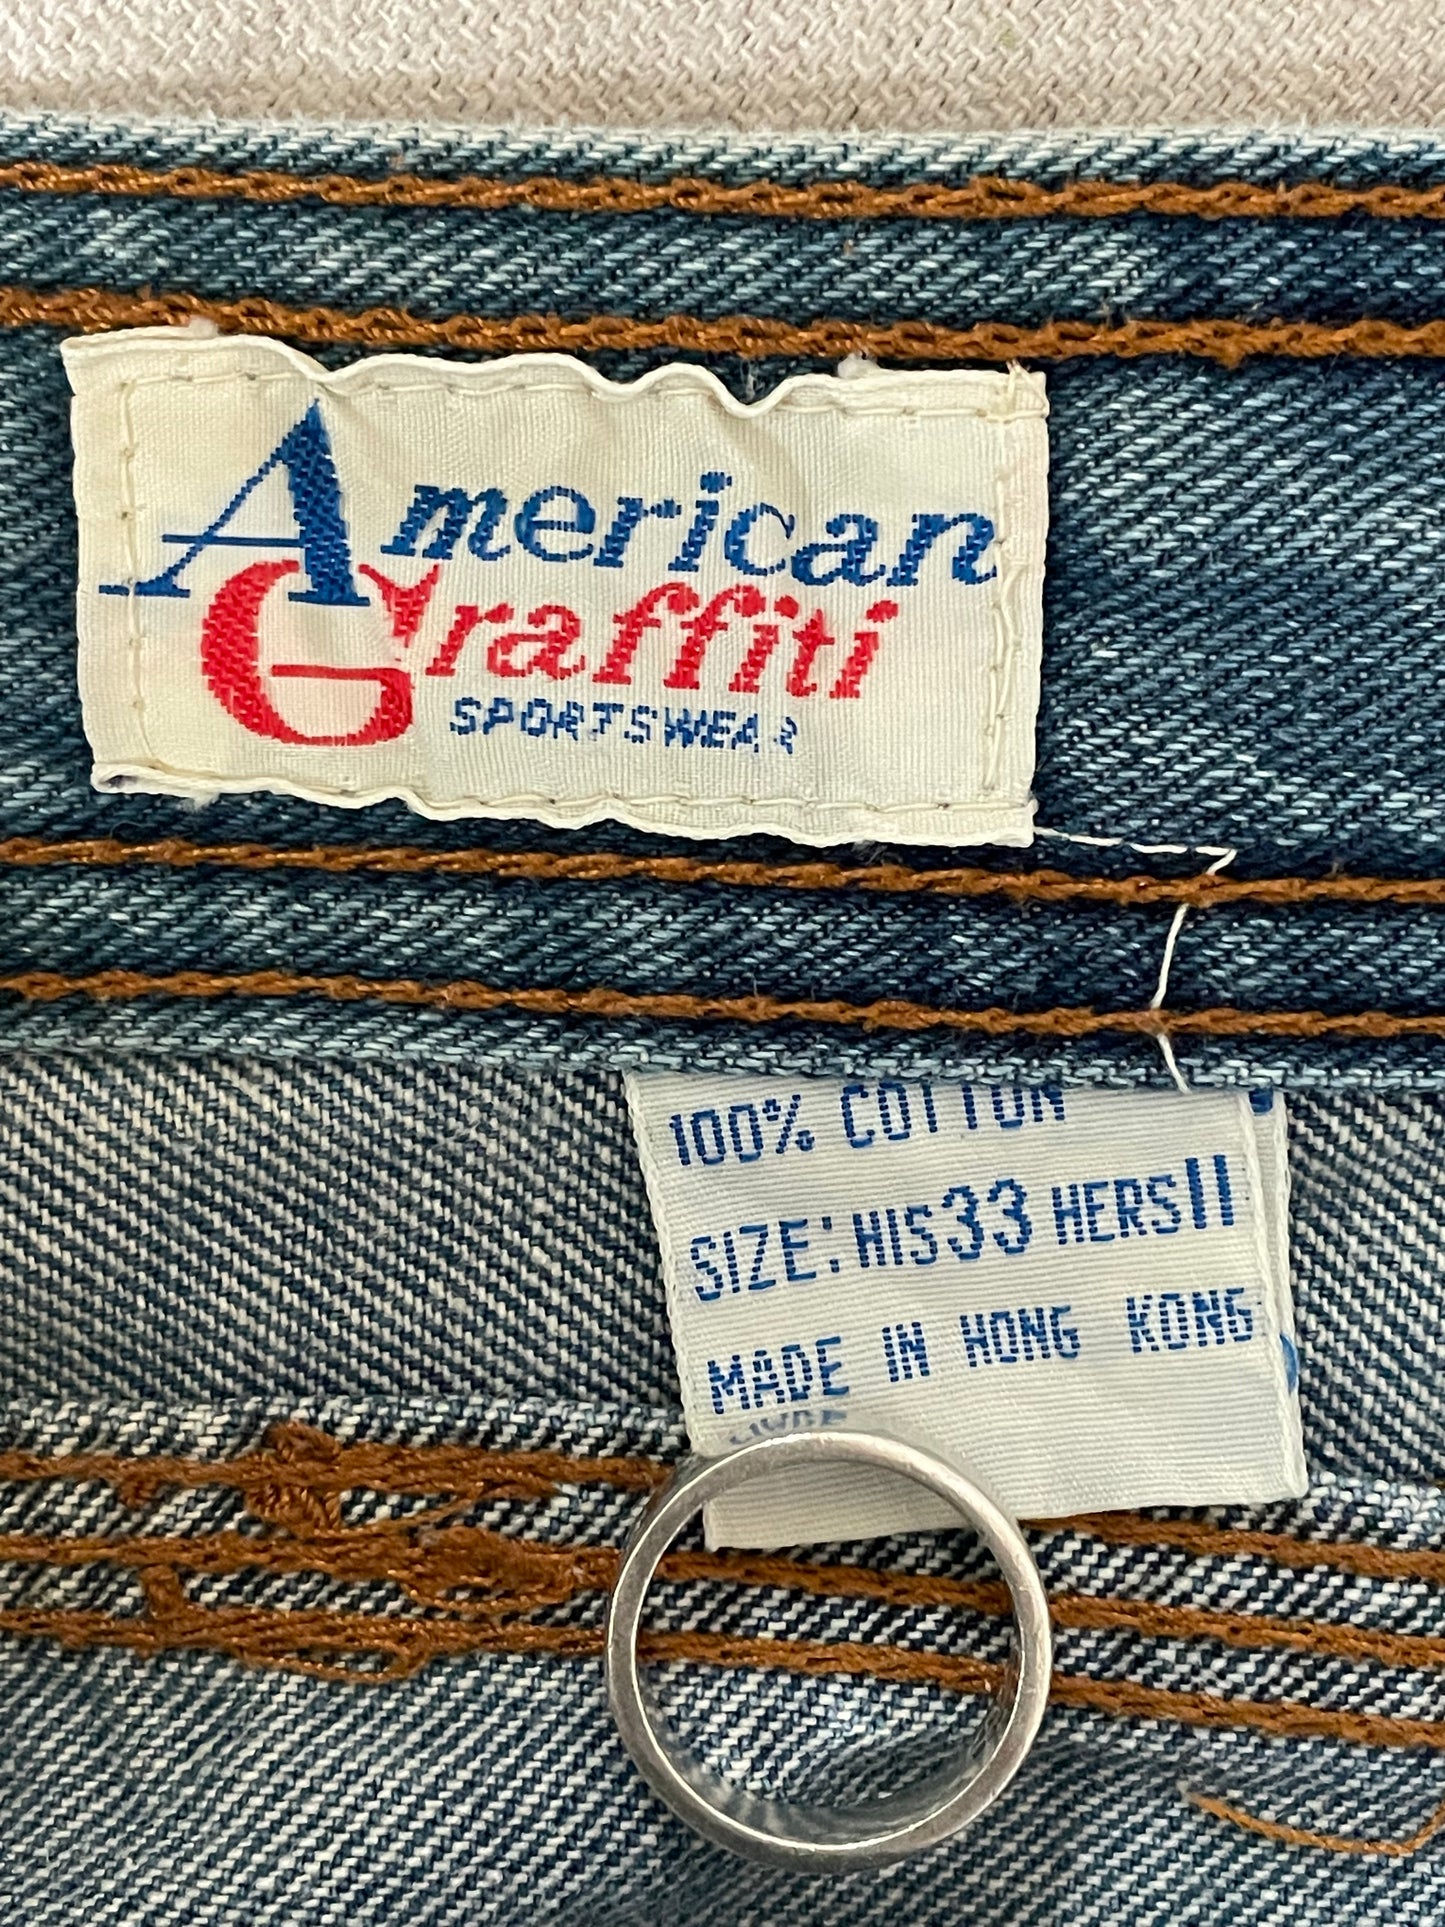 American
Graffiti
SPORTSWEAR
100% COTTON
SIZE: HIS 33 HERS 11
MADE IN HONG KONG